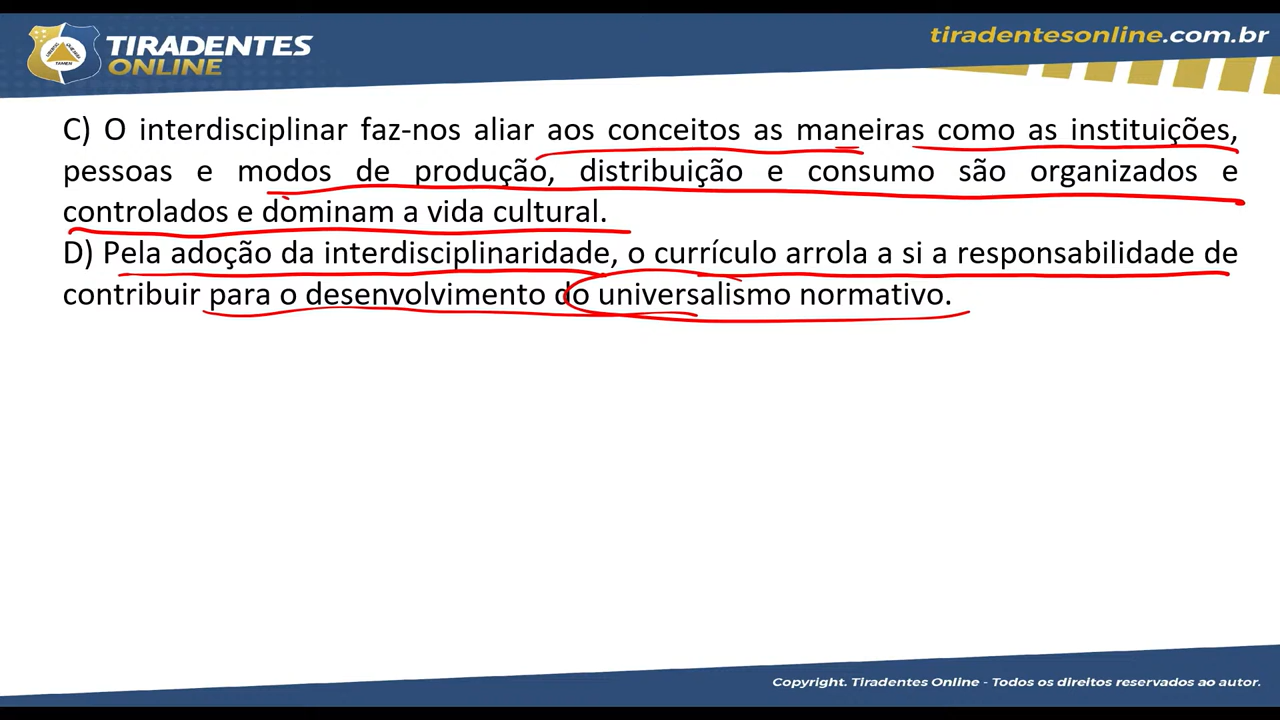 TIRADENTES
ONLINE
tiradentesonline.com.br
C) O interdisciplinar faz-nos aliar aos conceitos as maneiras como as instituições,
pessoas e modos de produção, distribuição e consumo são organizados e
controlados e dominam a vida cultural.
D) Pela adoção da interdisciplinaridade, o currículo arrola a si a responsabilidade de
contribuir para o desenvolvimento do universalismo normativo.
Copyright. Tiradentes Online - Todos os direitos reservados ao autor.